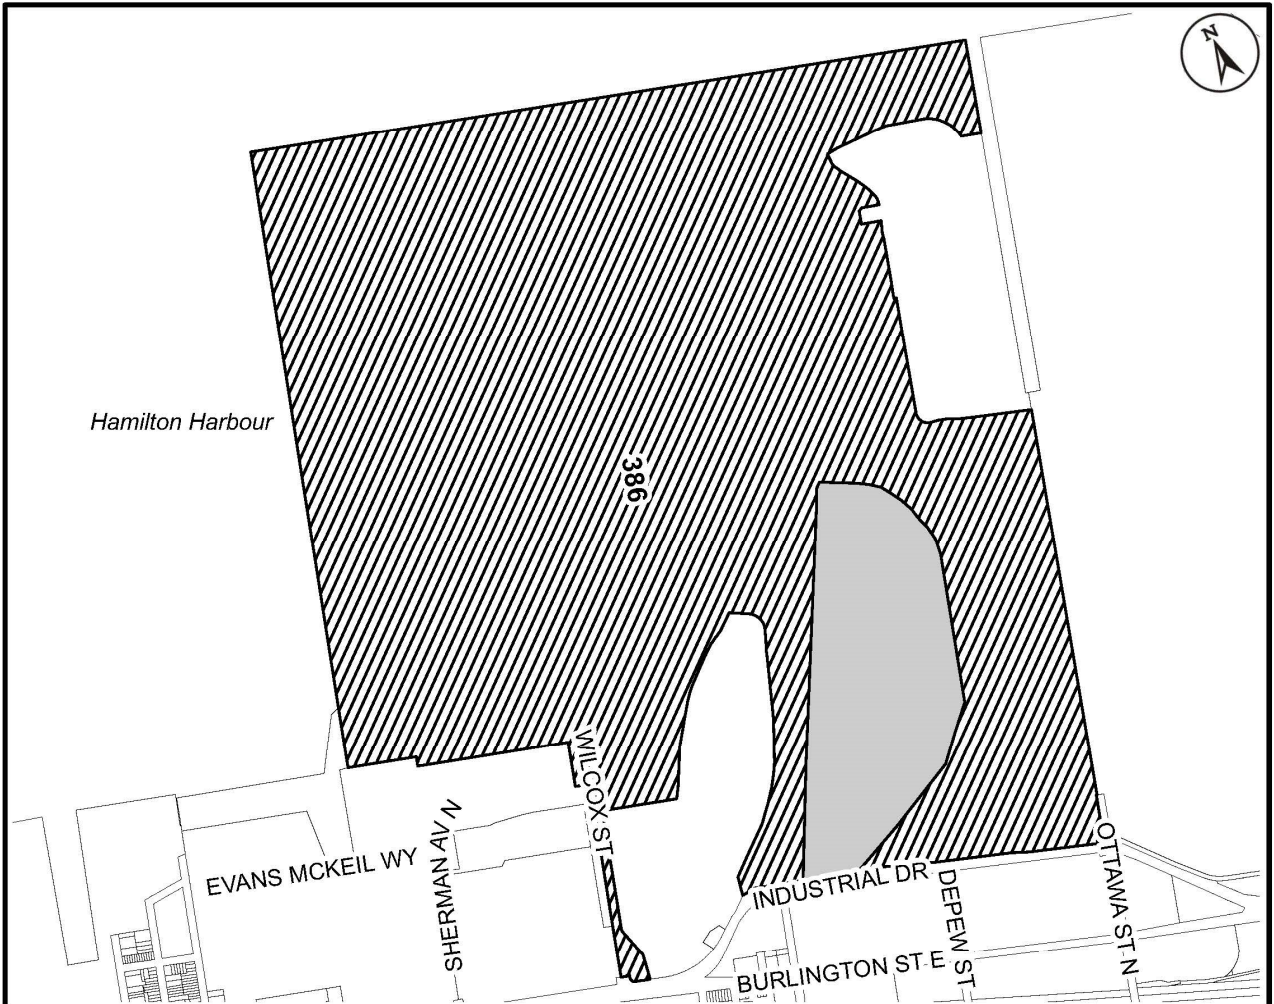 N
Hamilton Harbour
386
WILCOX ST
EVANS MCKEIL WY
SHERMAN AV N
INDUSTRIAL DR
DEPEW ST
OTTAWA ST N
BURLINGTON ST E